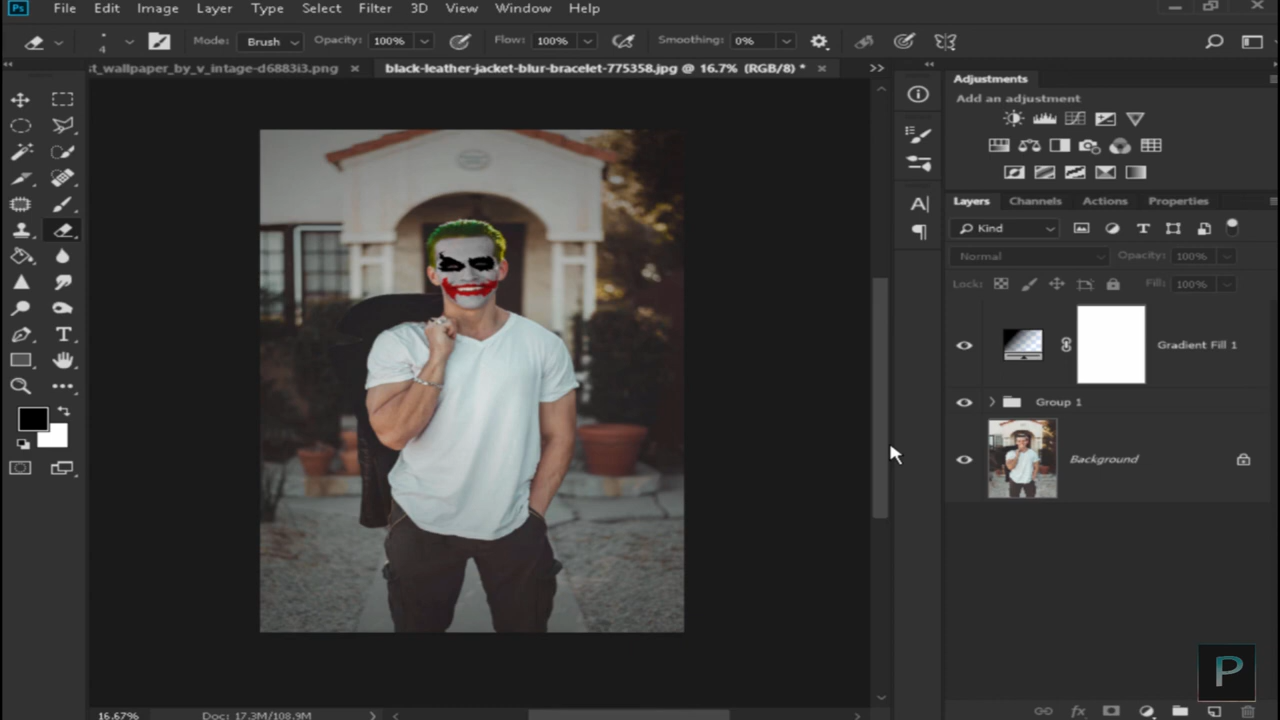 Ps File Edit Image Layer Type Select Filter 3D View Window Help
4 Mode: Brush Opacity: 100% Flow: 100% Smoothing: 0%
t_wallpaper_by_v_intage-d6883i3.png × black-leather-jacket-blur-bracelet-775358.jpg @ 16.7% (RGB/8) * ×
Adjustments
Add an adjustment
Layers Channels Actions Properties
Kind
Normal Opacity: 100%
Lock: Fill: 100%
Gradient Fill 1
Group 1
Background
P
16.67% Doc: 17.3M/108.9M